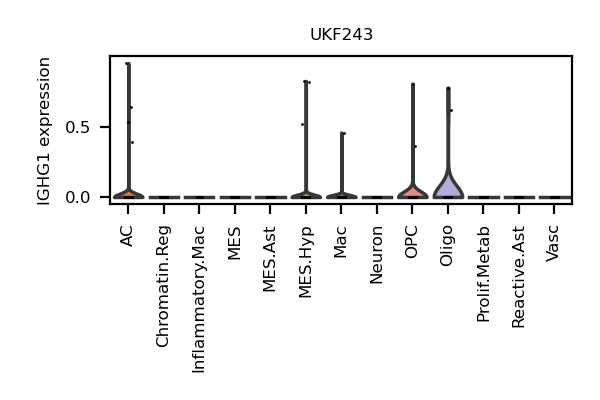 UKF243
IGHG1 expression
0.5
0.0
AC
Chromatin.Reg
Inflammatory.Mac
MES
MES.Ast
MES.Hyp
Mac
Neuron
OPC
Oligo
Prolif.Metab
Reactive.Ast
Vasc